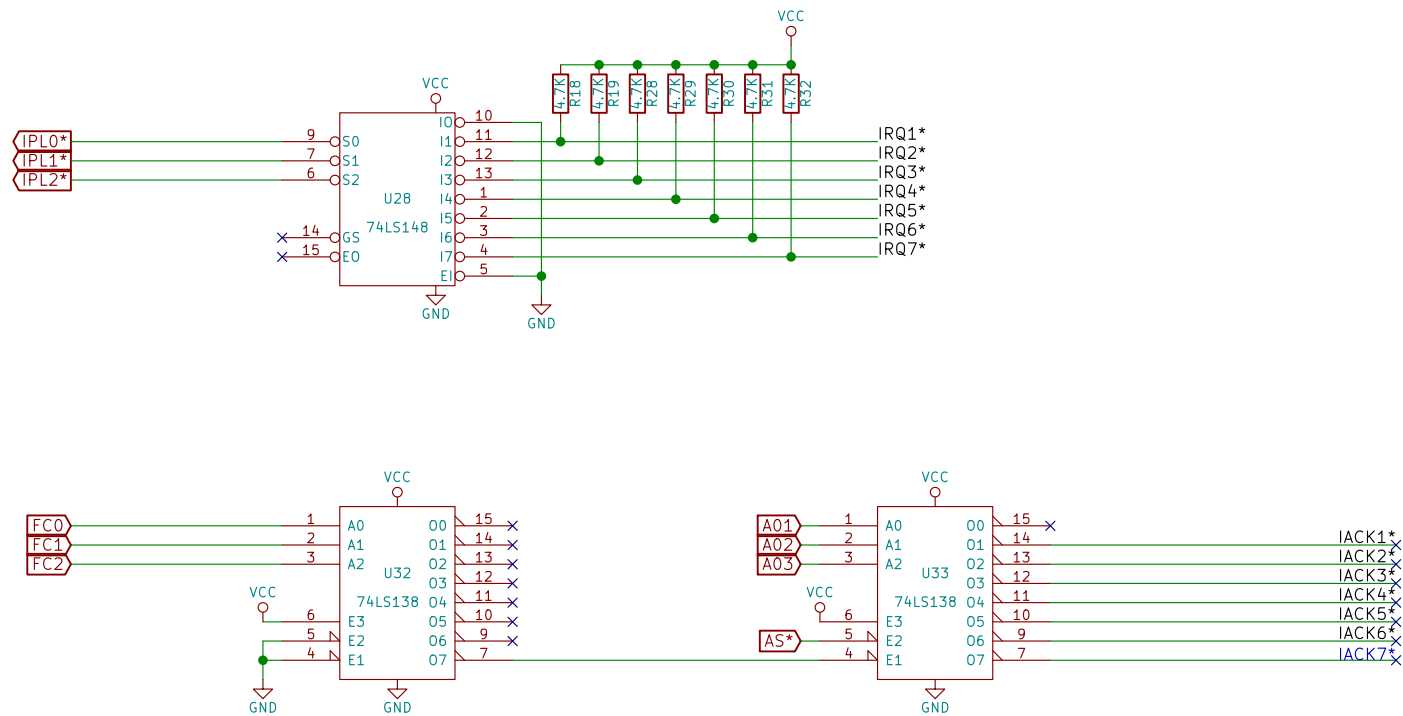 VCC
4.7K R18 4.7K R19 4.7K R28 4.7K R29 4.7K R30 4.7K R31 4.7K R32
VCC
I0 10
IPL0* 9 S0 I1 11 IRQ1*
IPL1* 7 S1 I2 12 IRQ2*
IPL2* 6 S2 I3 13 IRQ3*
U28 I4 1 IRQ4*
74LS148 I5 2 IRQ5*
14 GS I6 3 IRQ6*
15 EO I7 4 IRQ7*
EI 5
GND GND
VCC VCC
FC0 1 A0 O0 15 A01 1 A0 O0 15
FC1 2 A1 O1 14 A02 2 A1 O1 14 IACK1*
FC2 3 A2 O2 13 A03 3 A2 O2 13 IACK2*
U32 O3 12 U33 O3 12 IACK3*
VCC 74LS138 O4 11 VCC 74LS138 O4 11 IACK4*
6 E3 O5 10 6 E3 O5 10 IACK5*
5 E2 O6 9 AS* 5 E2 O6 9 IACK6*
4 E1 O7 7 4 E1 O7 7 IACK7*
GND GND GND